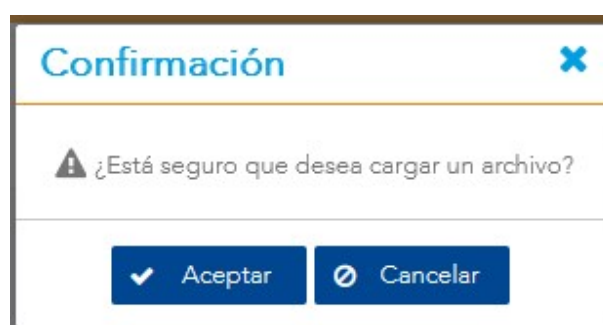 Confirmación
¿Está seguro que desea cargar un archivo?
Aceptar Cancelar